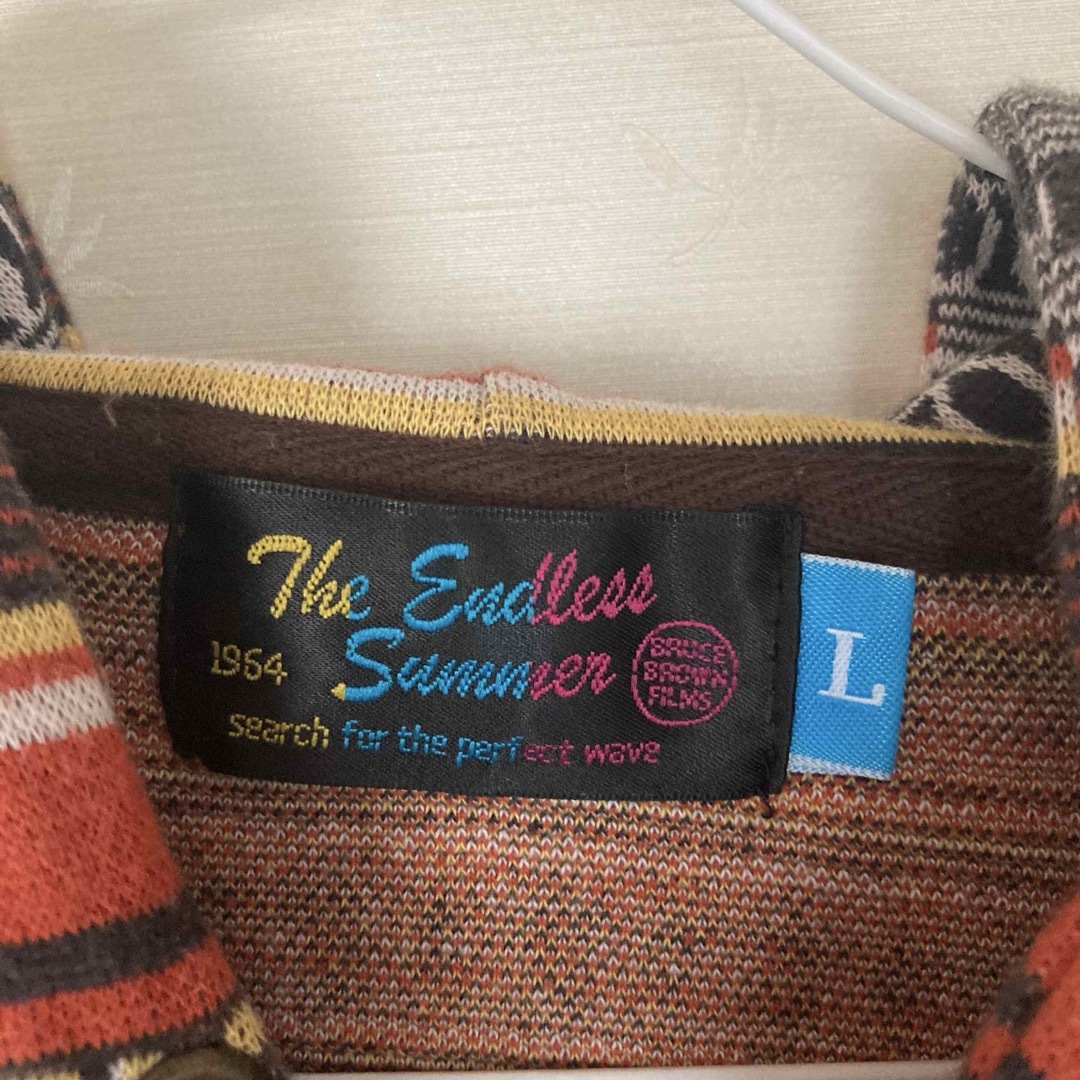 The Endless
1964 Summer
BRUCE
BROWN
FILMS
search for the perfect wave
L